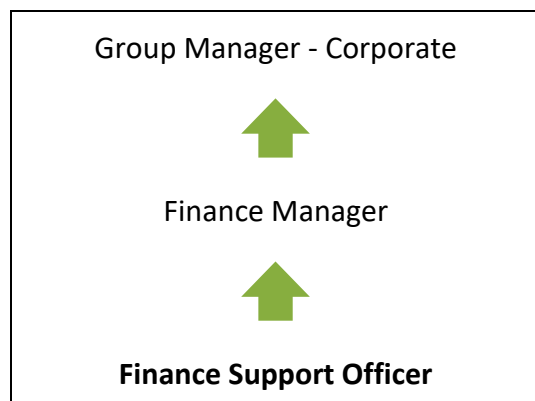 Group Manager - Corporate
Finance Manager
Finance Support Officer